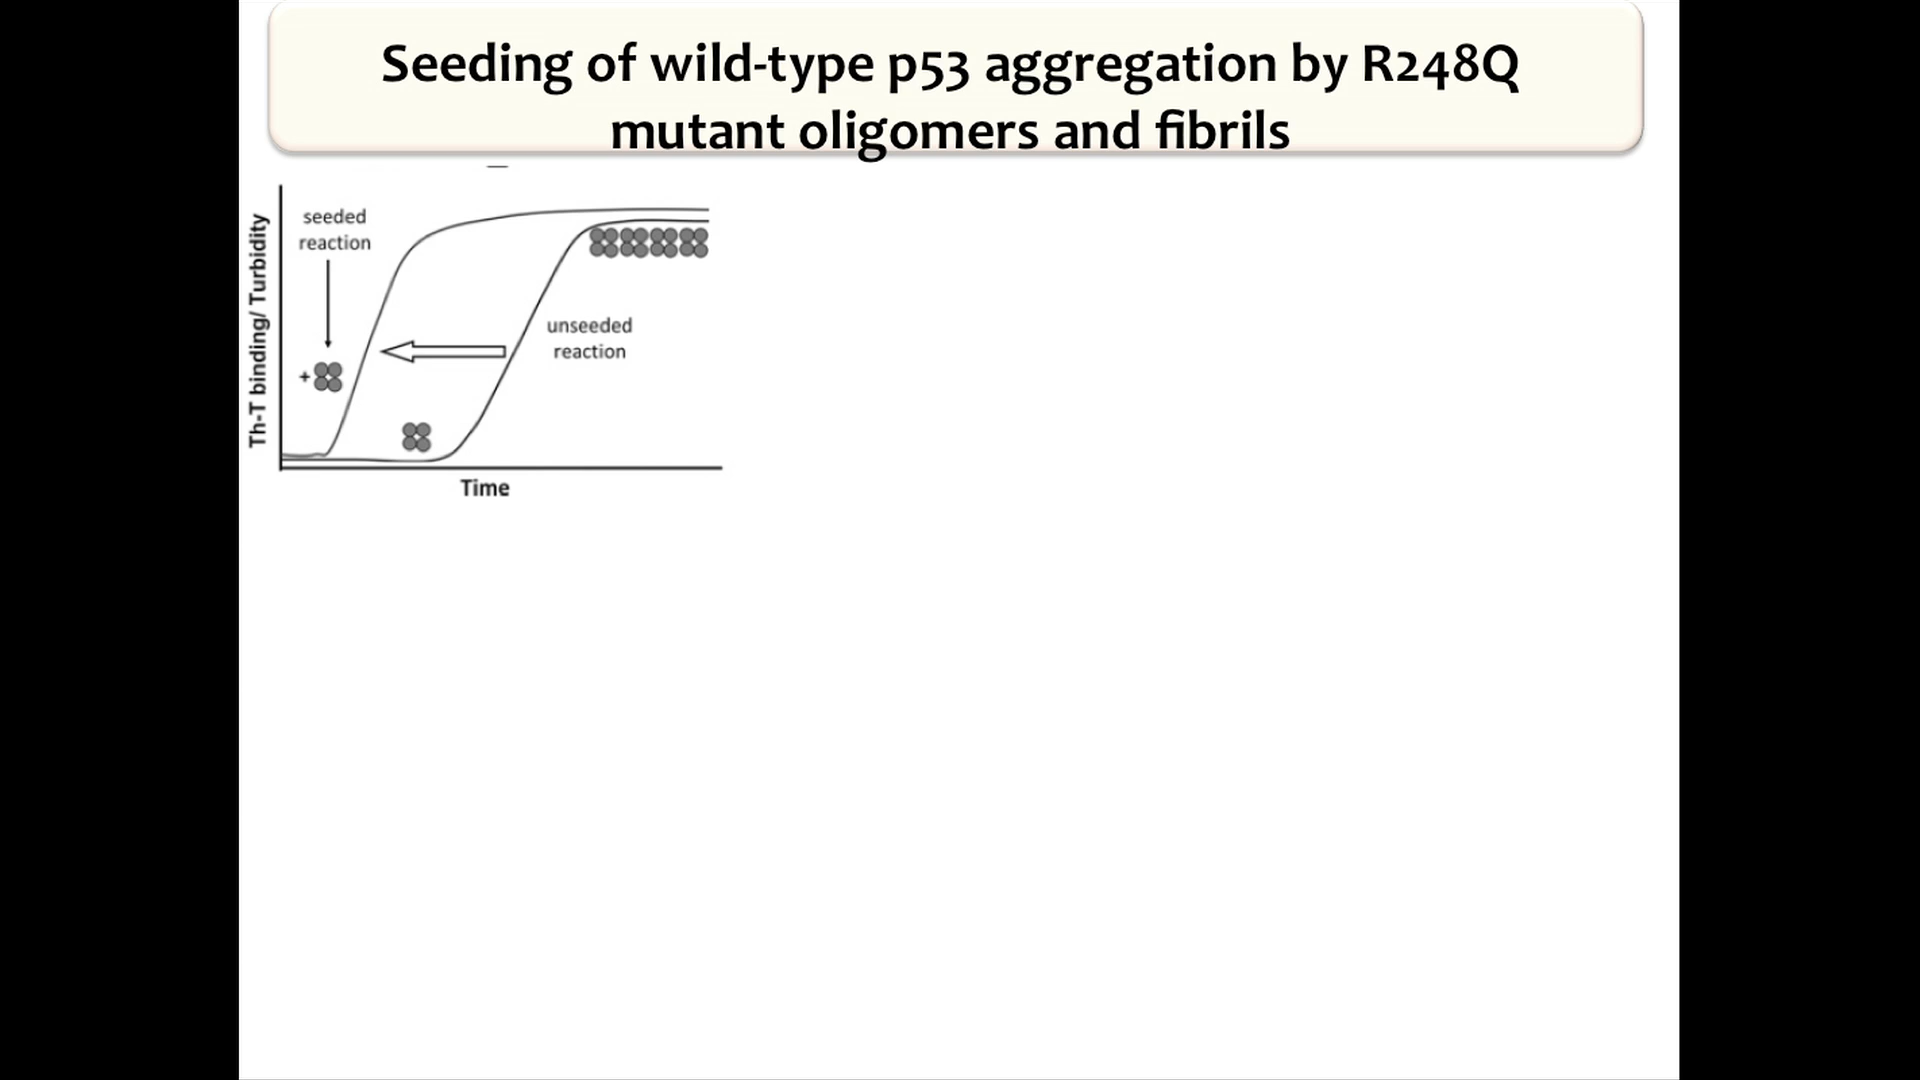 Seeding of wild-type p53 aggregation by R248Q
mutant oligomers and fibrils
seeded
reaction
Th-T binding/ Turbidity
unseeded
reaction
+
Time